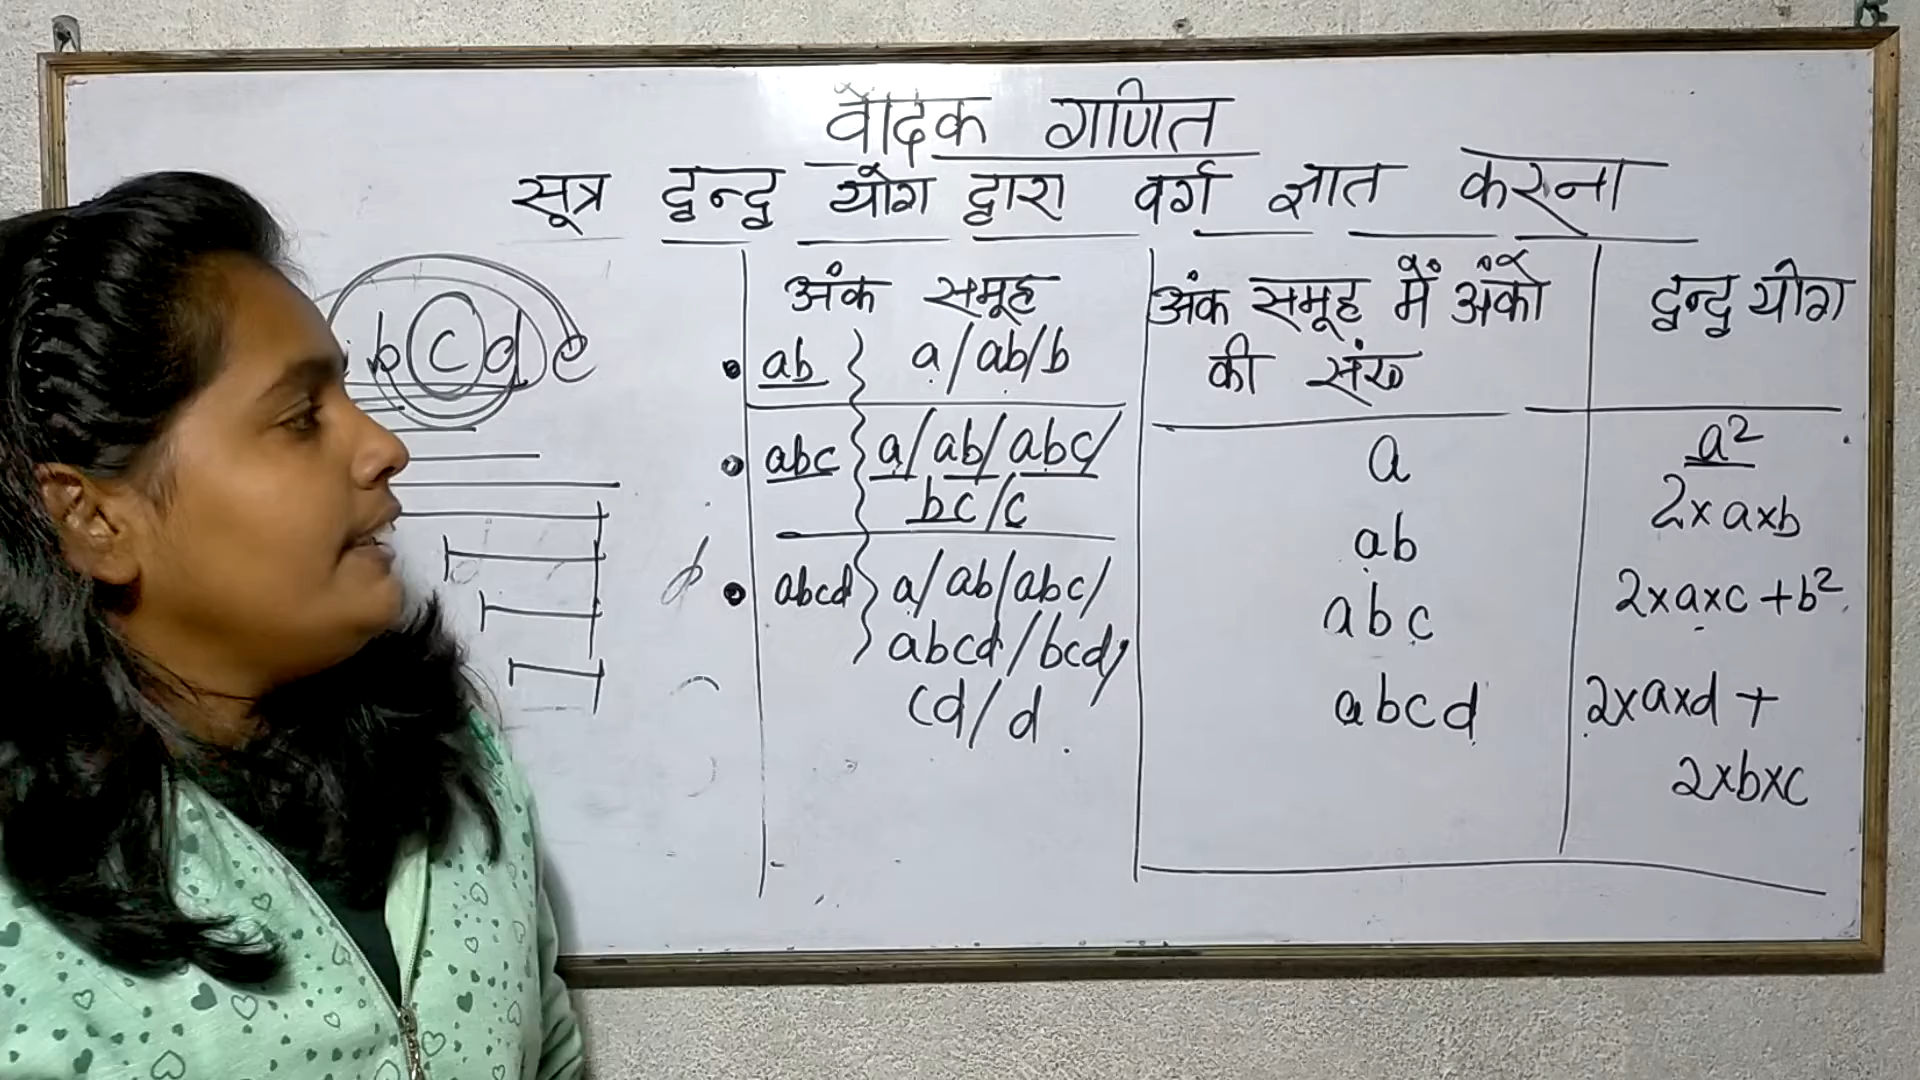 वैदिक गणित
सूत्र द्वन्द्व योग द्वारा वर्ग ज्ञात करना
bcde
अंक समूह
ab } a/ab/b
abc } a/ab/abc/
bc/c
abcd } a/ab/abc/
abcd/bcd/
cd/d
अंक समूह में अंको
की संख
a
ab
abc
abcd
द्वन्द्व योग
a²
2×a×b
2×a×c+b²
2×a×d+
2×b×c